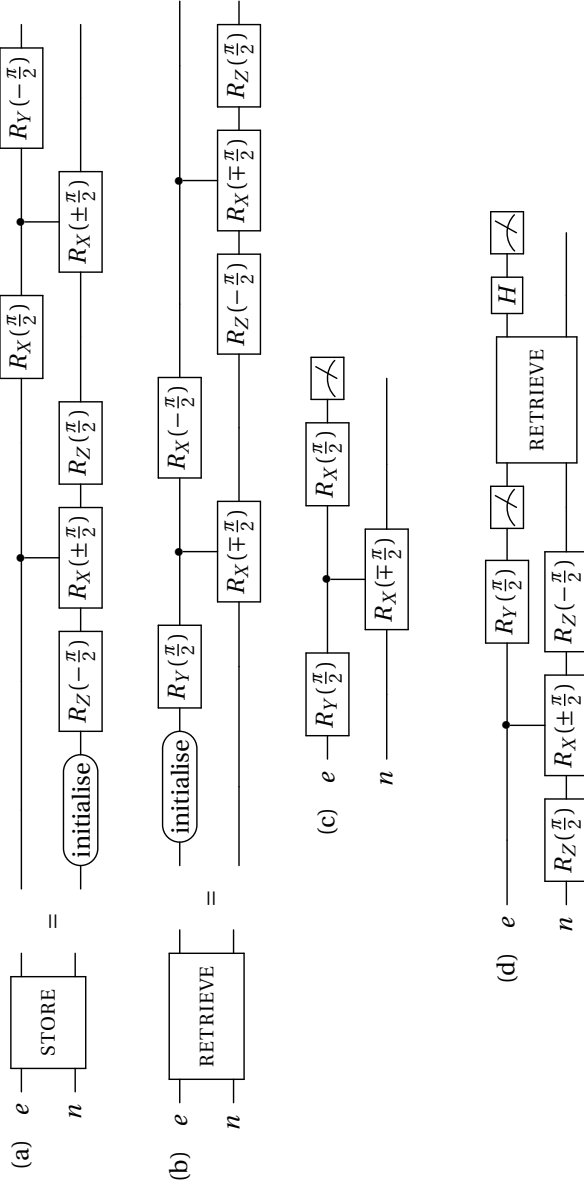 (a) e R_X(π/2) R_Y(−π/2)
STORE =
n initialise R_Z(−π/2) R_X(±π/2) R_Z(π/2) R_X(±π/2)
(b) e initialise R_Y(π/2) R_X(−π/2)
RETRIEVE =
n R_X(∓π/2) R_Z(−π/2) R_X(∓π/2) R_Z(π/2)
(c) e R_Y(π/2) R_X(π/2)
n R_X(∓π/2)
(d) e R_Y(π/2) H
RETRIEVE
n R_Z(π/2) R_X(±π/2) R_Z(−π/2)